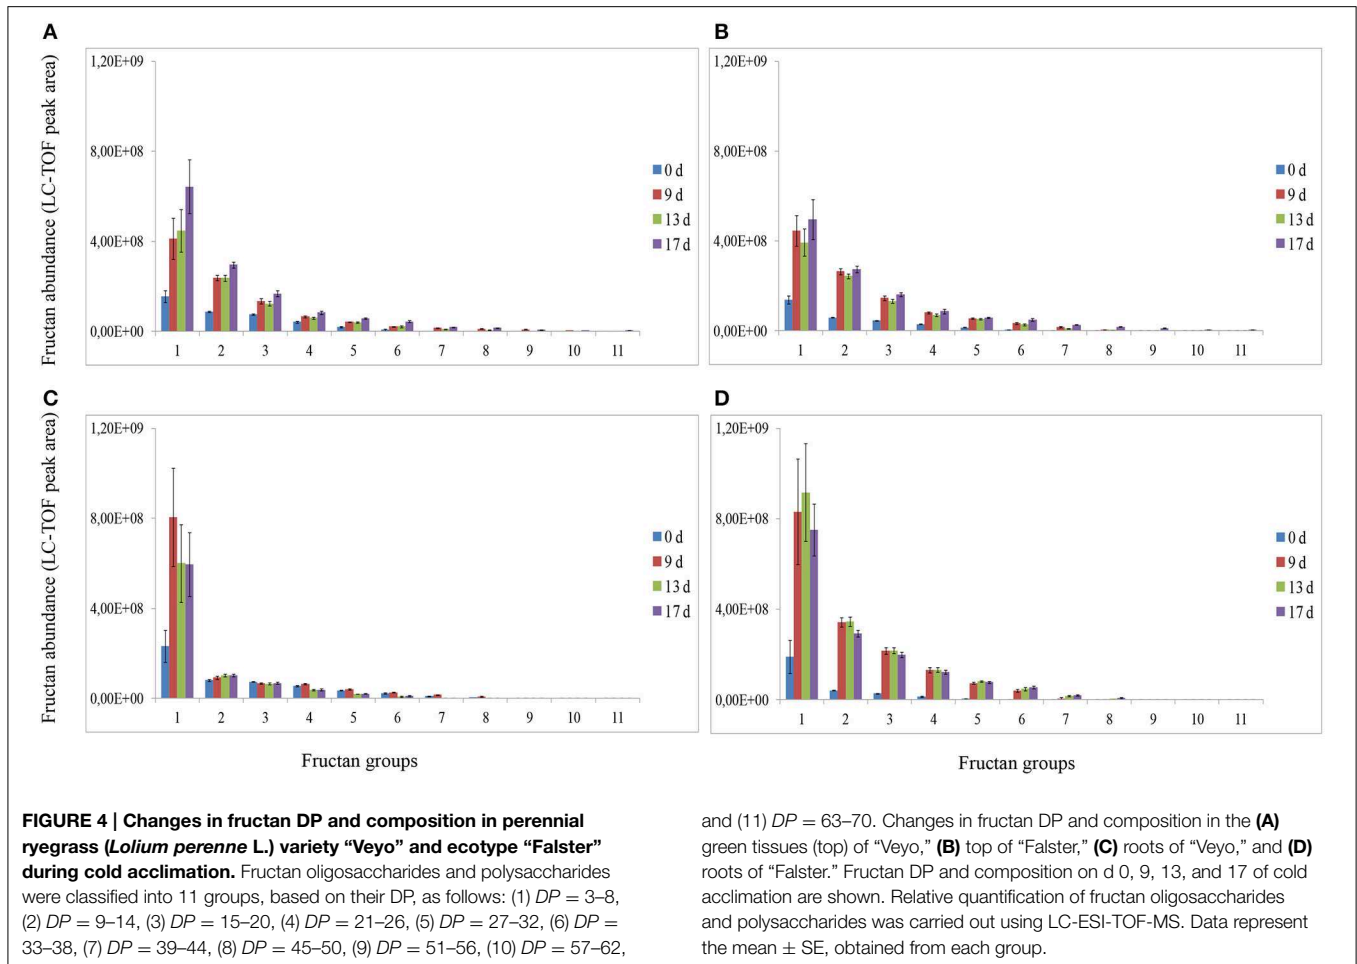 A
Fructan abundance (LC-TOF peak area)
1,20E+09
8,00E+08
4,00E+08
0,00E+00
1 2 3 4 5 6 7 8 9 10 11
0 d
9 d
13 d
17 d
B
1,20E+09
8,00E+08
4,00E+08
0,00E+00
1 2 3 4 5 6 7 8 9 10 11
0 d
9 d
13 d
17 d
C
Fructan abundance (LC-TOF peak area)
1,20E+09
8,00E+08
4,00E+08
0,00E+00
1 2 3 4 5 6 7 8 9 10 11
0 d
9 d
13 d
17 d
Fructan groups
D
1,20E+09
8,00E+08
4,00E+08
0,00E+00
1 2 3 4 5 6 7 8 9 10 11
0 d
9 d
13 d
17 d
Fructan groups
FIGURE 4 | Changes in fructan DP and composition in perennial
ryegrass (Lolium perenne L.) variety “Veyo” and ecotype “Falster”
during cold acclimation. Fructan oligosaccharides and polysaccharides
were classified into 11 groups, based on their DP, as follows: (1) DP = 3–8,
(2) DP = 9–14, (3) DP = 15–20, (4) DP = 21–26, (5) DP = 27–32, (6) DP =
33–38, (7) DP = 39–44, (8) DP = 45–50, (9) DP = 51–56, (10) DP = 57–62,
and (11) DP = 63–70. Changes in fructan DP and composition in the (A)
green tissues (top) of “Veyo,” (B) top of “Falster,” (C) roots of “Veyo,” and (D)
roots of “Falster.” Fructan DP and composition on d 0, 9, 13, and 17 of cold
acclimation are shown. Relative quantification of fructan oligosaccharides
and polysaccharides was carried out using LC-ESI-TOF-MS. Data represent
the mean ± SE, obtained from each group.